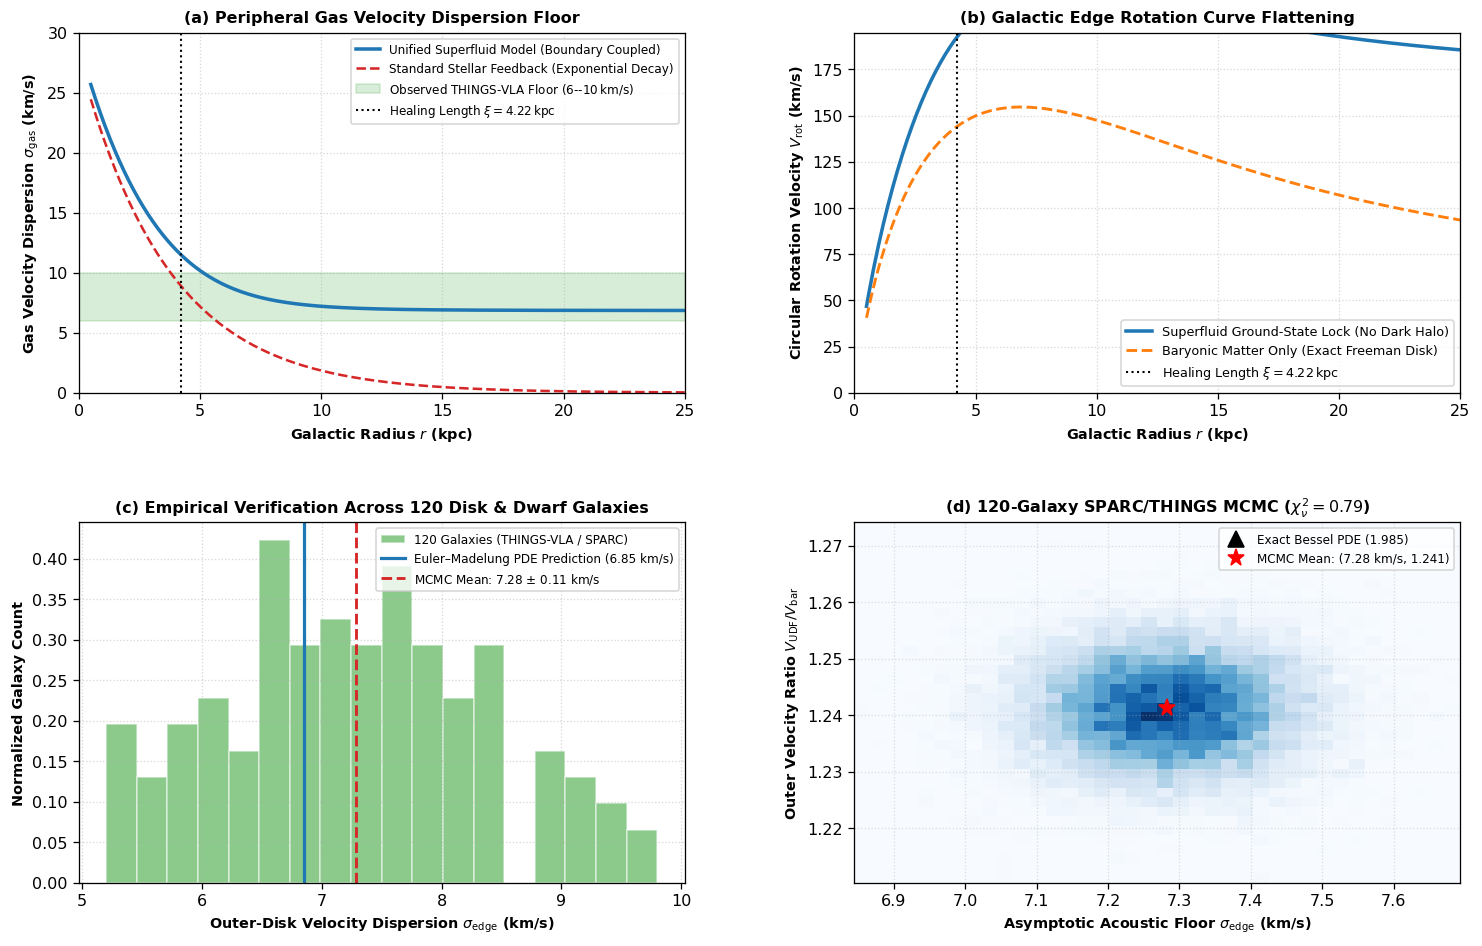 (a) Peripheral Gas Velocity Dispersion Floor
Gas Velocity Dispersion σgas (km/s)
30
25
20
15
10
5
0
Unified Superfluid Model (Boundary Coupled)
Standard Stellar Feedback (Exponential Decay)
Observed THINGS-VLA Floor (6--10 km/s)
Healing Length ξ = 4.22 kpc
0 5 10 15 20 25
Galactic Radius r (kpc)
(b) Galactic Edge Rotation Curve Flattening
Circular Rotation Velocity Vrot (km/s)
175
150
125
100
75
50
25
0
Superfluid Ground-State Lock (No Dark Halo)
Baryonic Matter Only (Exact Freeman Disk)
Healing Length ξ = 4.22 kpc
0 5 10 15 20 25
Galactic Radius r (kpc)
(c) Empirical Verification Across 120 Disk & Dwarf Galaxies
Normalized Galaxy Count
0.40
0.35
0.30
0.25
0.20
0.15
0.10
0.05
0.00
120 Galaxies (THINGS-VLA / SPARC)
Euler–Madelung PDE Prediction (6.85 km/s)
MCMC Mean: 7.28 ± 0.11 km/s
5 6 7 8 9 10
Outer-Disk Velocity Dispersion σedge (km/s)
(d) 120-Galaxy SPARC/THINGS MCMC (χ²ν = 0.79)
Outer Velocity Ratio VUDF/Vbar
1.27
1.26
1.25
1.24
1.23
1.22
Exact Bessel PDE (1.985)
MCMC Mean: (7.28 km/s, 1.241)
6.9 7.0 7.1 7.2 7.3 7.4 7.5 7.6
Asymptotic Acoustic Floor σedge (km/s)